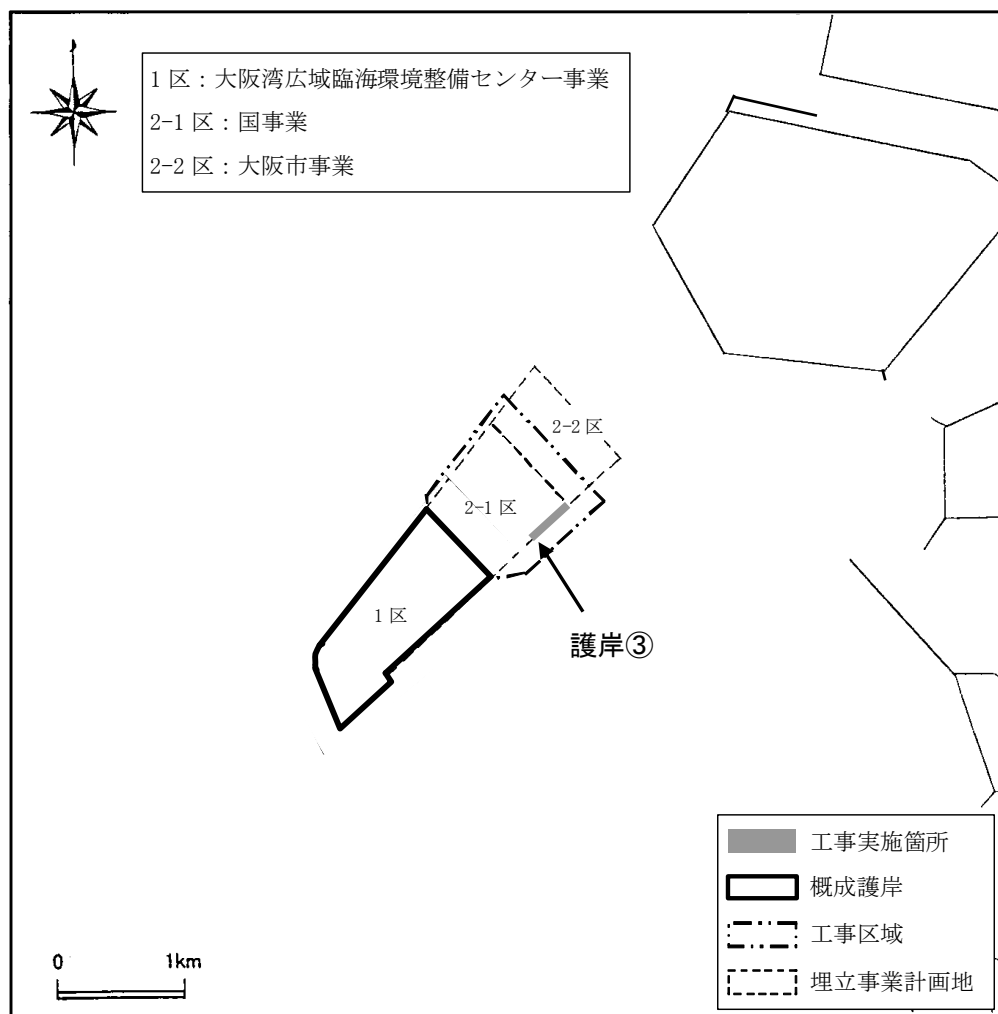 1区：大阪湾広域臨海環境整備センター事業
2-1区：国事業
2-2区：大阪市事業
2-2区
2-1区
1区
護岸③
工事実施箇所
概成護岸
工事区域
埋立事業計画地
0 1km